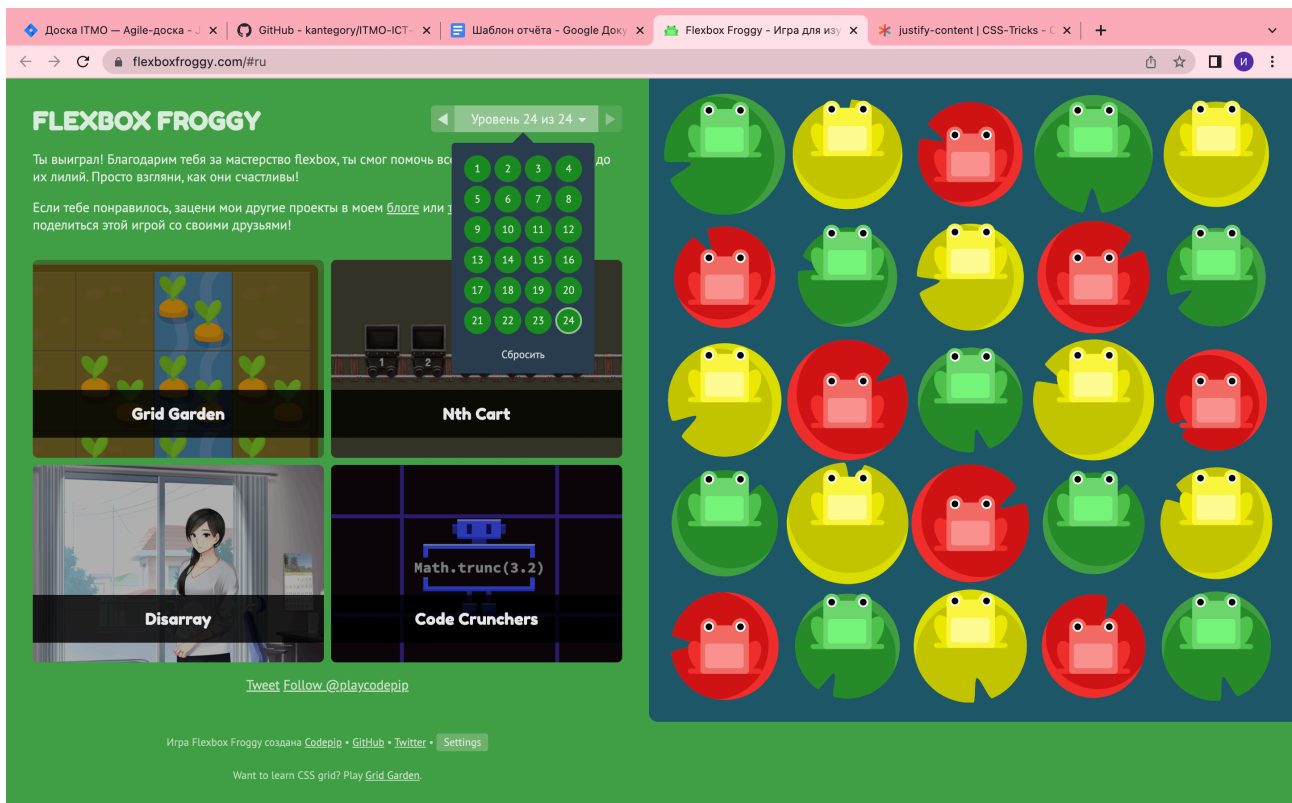 Доска ITMO — Agile-доска - J
GitHub - kantegory/ITMO-ICT-
Шаблон отчёта - Google Доку
Flexbox Froggy - Игра для изу
justify-content | CSS-Tricks - C
flexboxfroggy.com/#ru
И
FLEXBOX FROGGY
Уровень 24 из 24
Ты выиграл! Благодарим тебя за мастерство flexbox, ты смог помочь все до
их лилий. Просто взгляни, как они счастливы!
Если тебе понравилось, зацени мои другие проекты в моем блоге или
поделиться этой игрой со своими друзьями!
1 2 3 4
5 6 7 8
9 10 11 12
13 14 15 16
17 18 19 20
21 22 23 24
Сбросить
1 2
Grid Garden
Nth Cart
Math.trunc(3.2)
Disarray
Code Crunchers
Tweet Follow @playcodepip
Игра Flexbox Froggy создана Codepip • GitHub • Twitter • Settings
Want to learn CSS grid? Play Grid Garden.